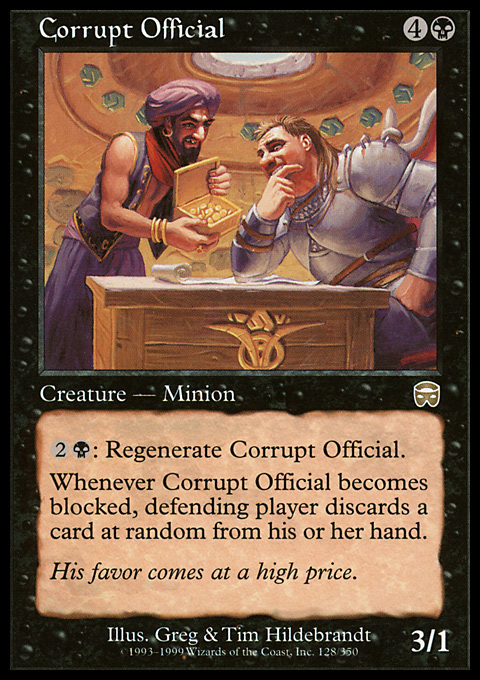 Corrupt Official 4
Creature — Minion
2 : Regenerate Corrupt Official.
Whenever Corrupt Official becomes
blocked, defending player discards a
card at random from his or her hand.
His favor comes at a high price.
Illus. Greg & Tim Hildebrandt
©1993-1999 Wizards of the Coast, Inc. 128/350
3/1